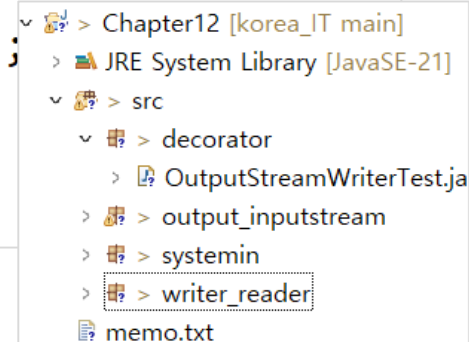 > Chapter12 [korea_IT main]
JRE System Library [JavaSE-21]
> src
> decorator
OutputStreamWriterTest.ja
> output_inputstream
> systemin
> writer_reader
memo.txt